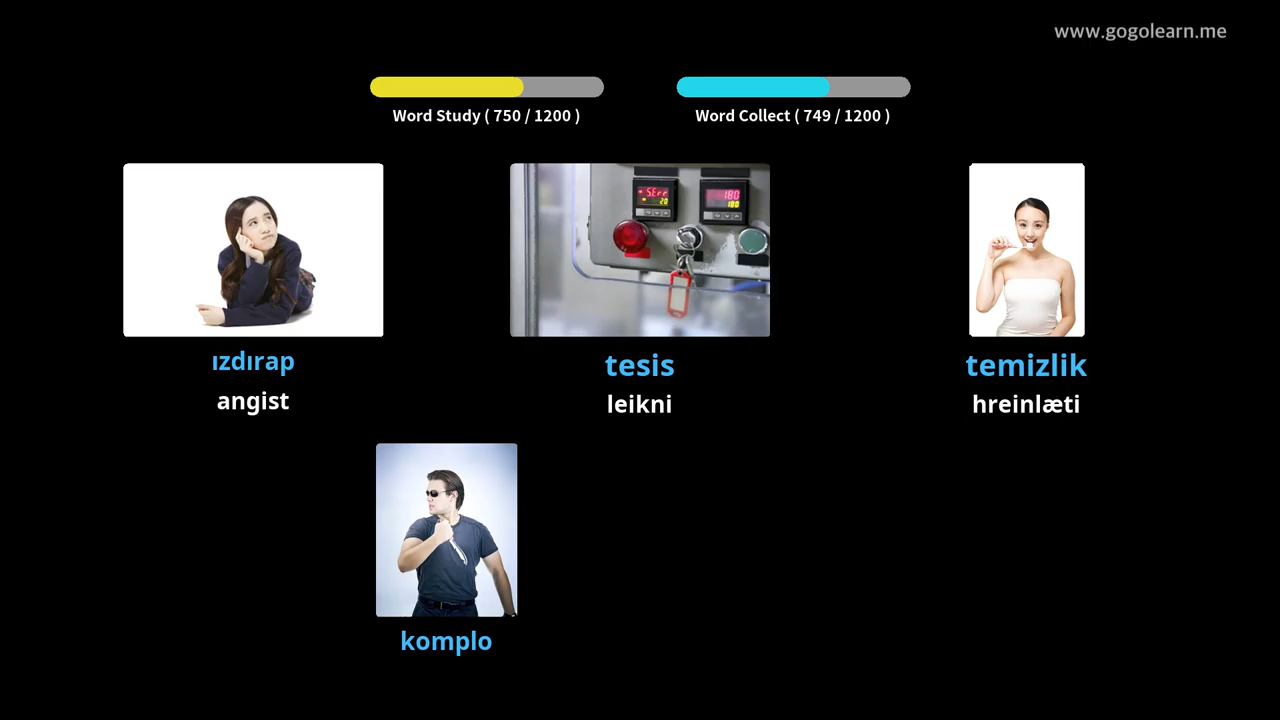 www.gogolearn.me
Word Study ( 750 / 1200 )
Word Collect ( 749 / 1200 )
ızdırap
angist
tesis
leikni
temizlik
hreinlæti
komplo